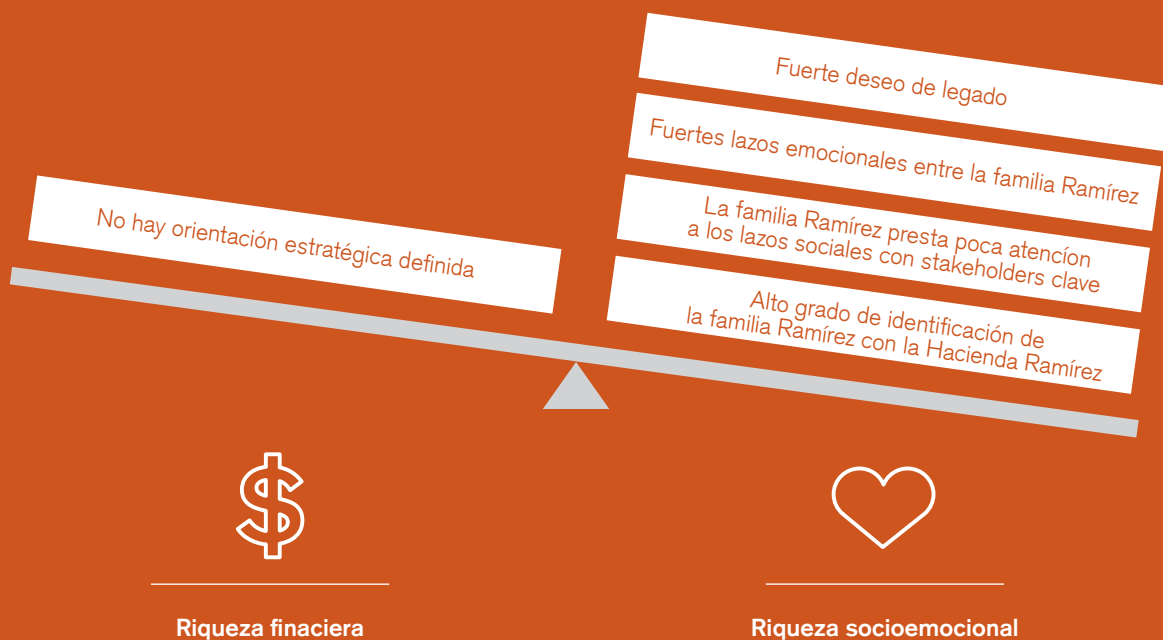 Fuerte deseo de legado
Fuertes lazos emocionales entre la familia Ramírez
La familia Ramírez presta poca atencíon
a los lazos sociales con stakeholders clave
Alto grado de identificación de
la familia Ramírez con la Hacienda Ramírez
No hay orientación estratégica definida
$
Riqueza finaciera
Riqueza socioemocional